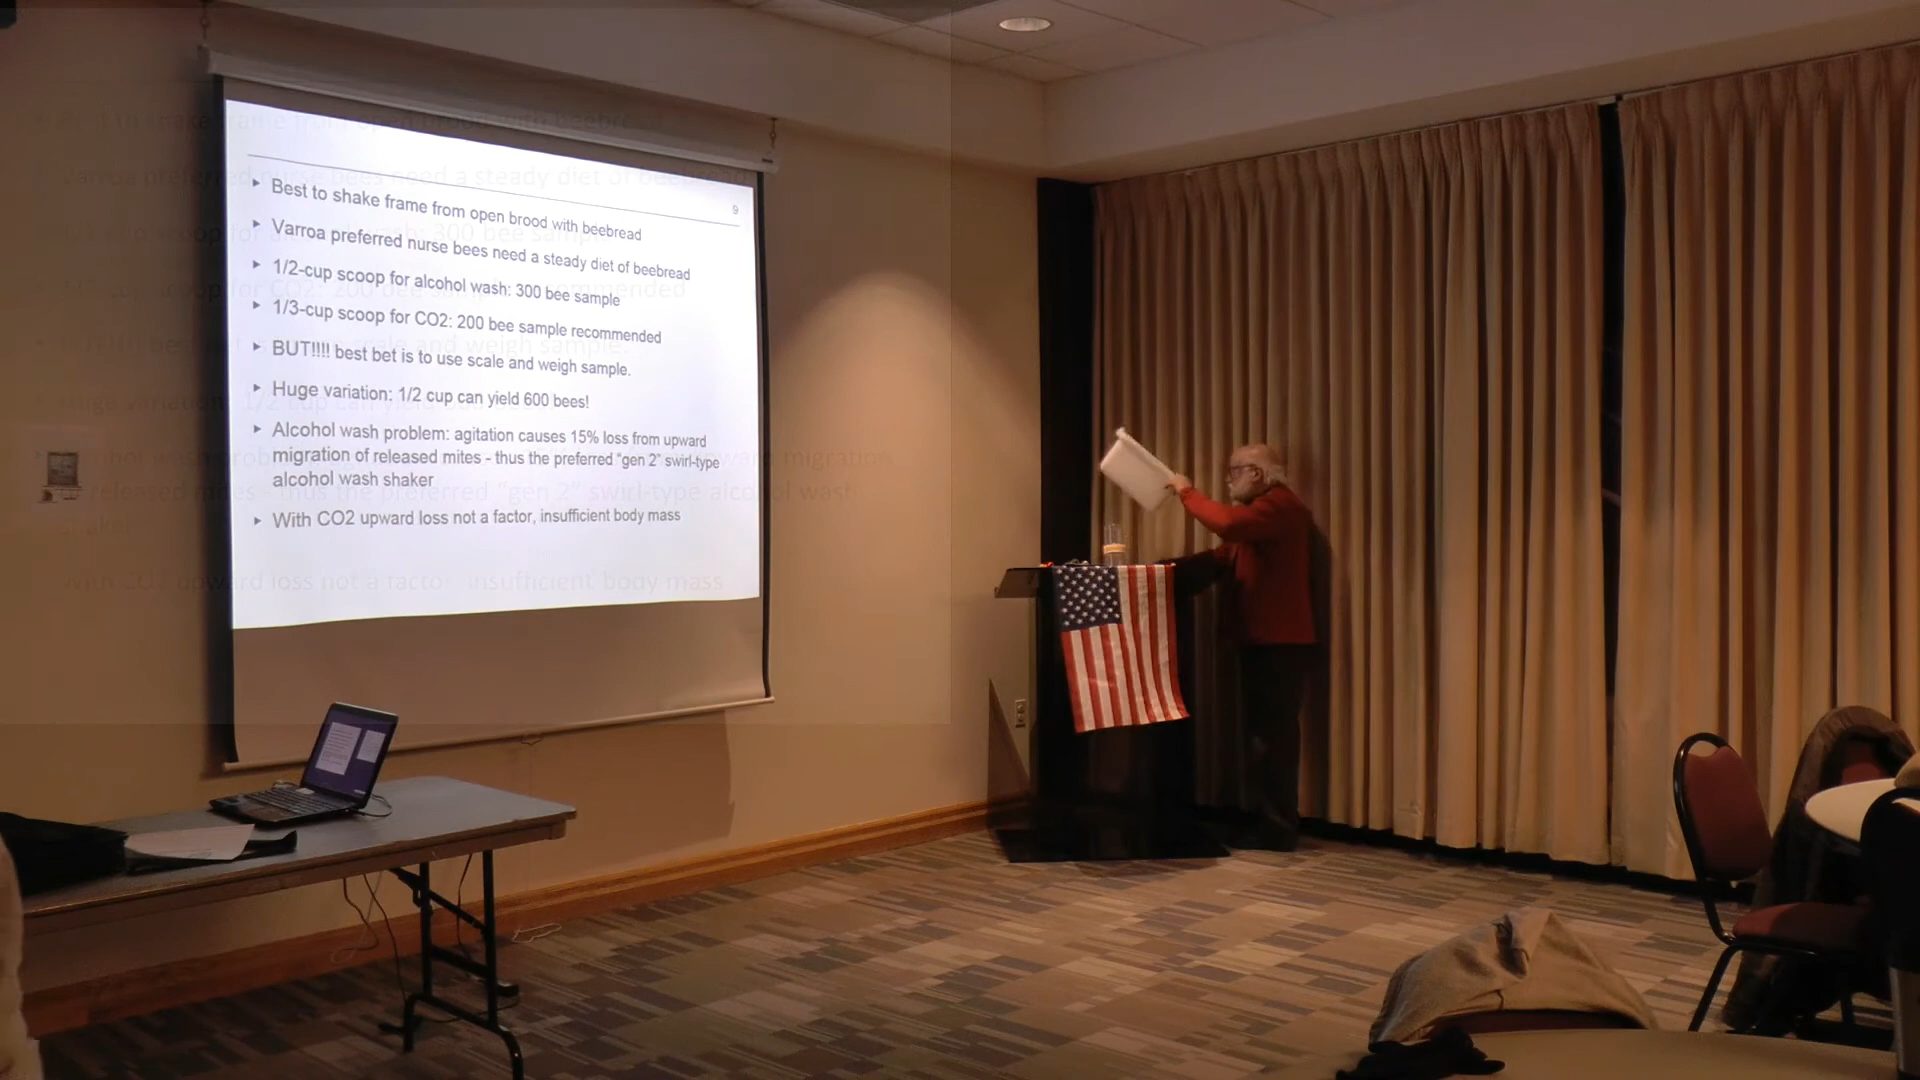 9
▸ Best to shake frame from open brood with beebread
▸ Varroa preferred nurse bees need a steady diet of beebread
▸ 1/2-cup scoop for alcohol wash: 300 bee sample
▸ 1/3-cup scoop for CO2: 200 bee sample recommended
▸ BUT!!!! best bet is to use scale and weigh sample.
▸ Huge variation: 1/2 cup can yield 600 bees!
▸ Alcohol wash problem: agitation causes 15% loss from upward
migration of released mites - thus the preferred "gen 2" swirl-type
alcohol wash shaker
▸ With CO2 upward loss not a factor, insufficient body mass